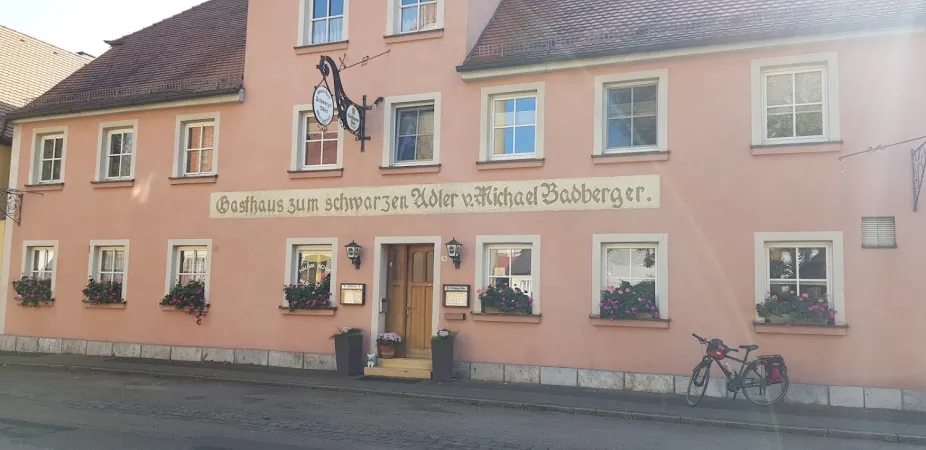 Gasthaus zum schwarzen Adler v. Michael Badberger.